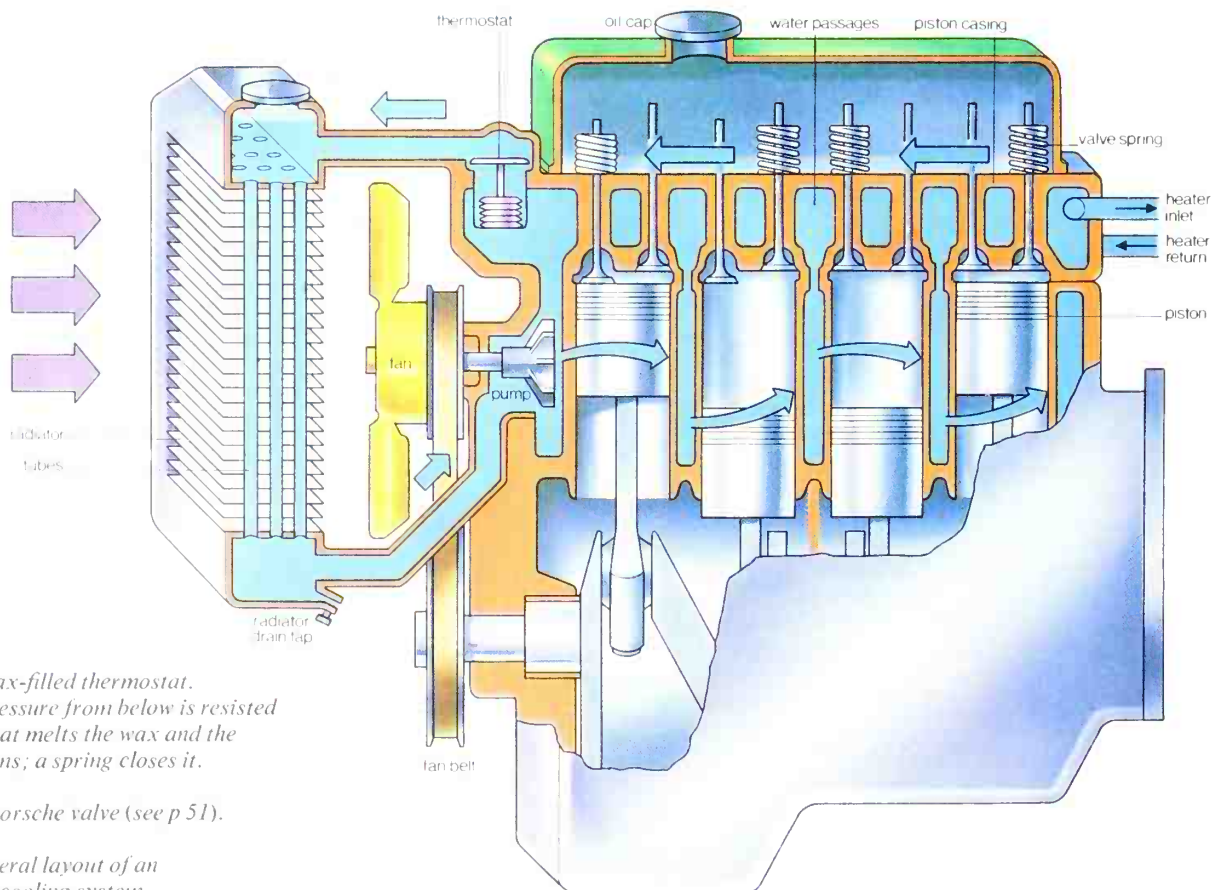 thermostat
oil cap
water passages
piston casing
valve spring
heater
inlet
heater
return
piston
fan
pump
radiator
tubes
radiator
drain tap
fan belt
ax-filled thermostat.
essure from below is resisted
at melts the wax and the
ns; a spring closes it.
orsche valve (see p 51).
eral layout of an
cooling system